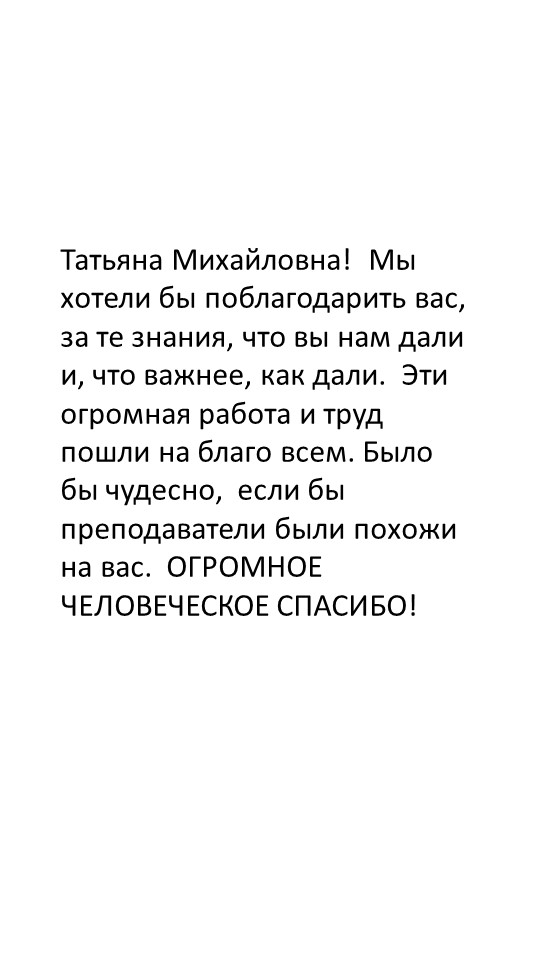 Татьяна Михайловна!  Мы
хотели бы поблагодарить вас,
за те знания, что вы нам дали
и, что важнее, как дали.  Эти
огромная работа и труд
пошли на благо всем. Было
бы чудесно,  если бы
преподаватели были похожи
на вас.  ОГРОМНОЕ
ЧЕЛОВЕЧЕСКОЕ СПАСИБО!